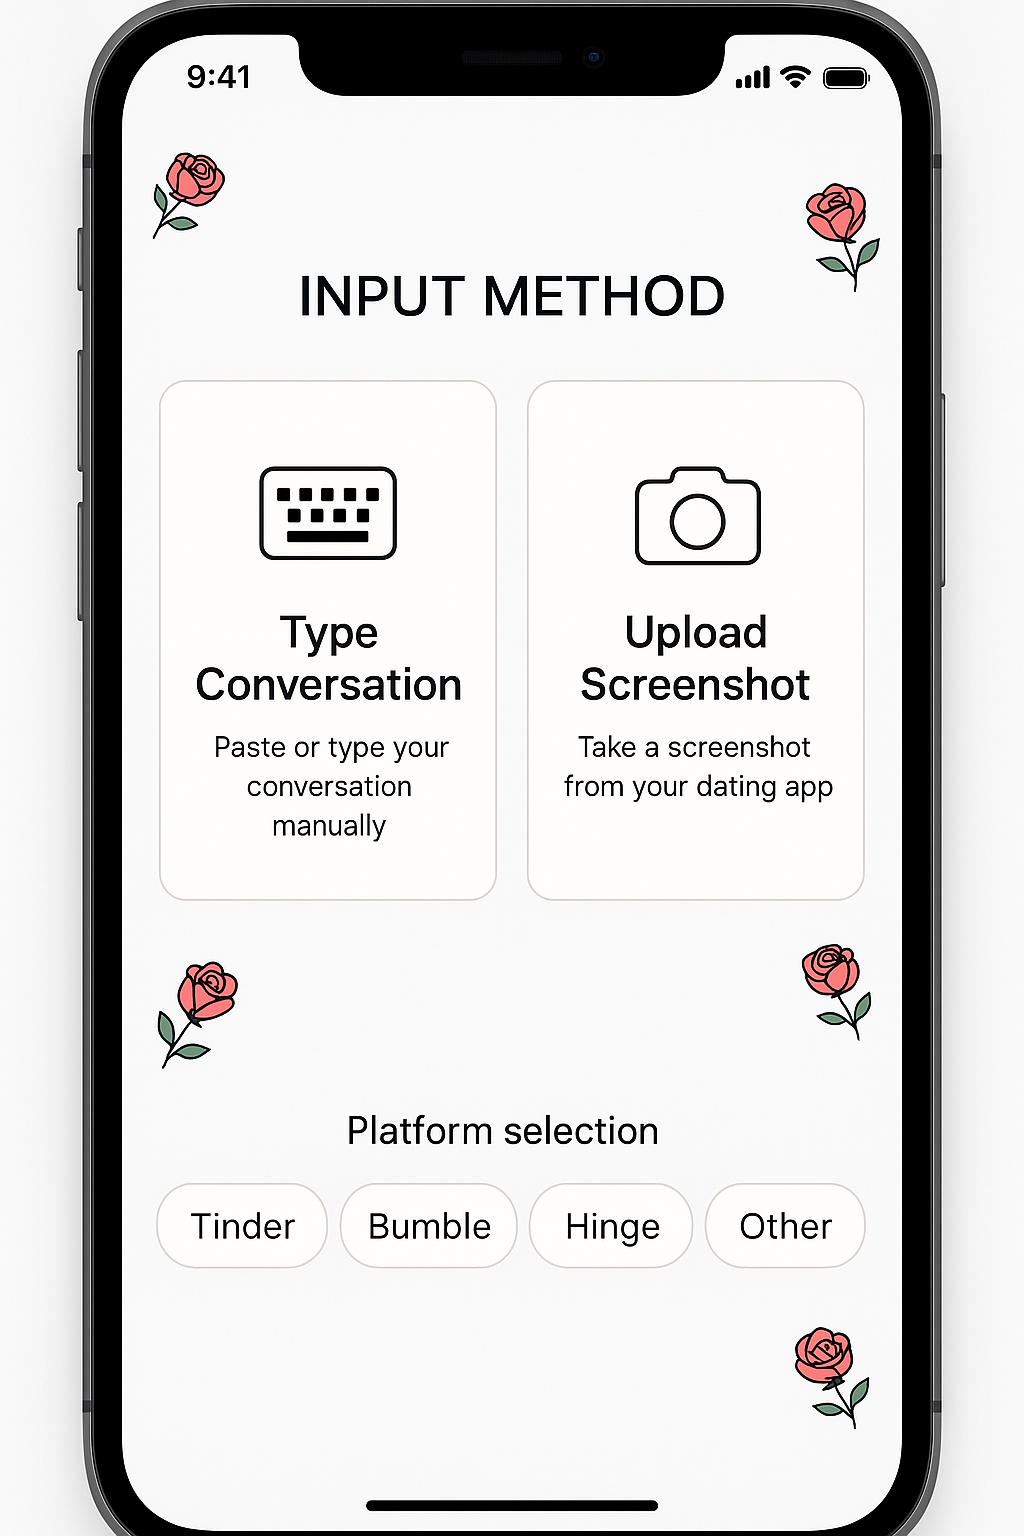 9:41
INPUT METHOD
Type
Conversation
Paste or type your
conversation
manually
Upload
Screenshot
Take a screenshot
from your dating app
Platform selection
Tinder
Bumble
Hinge
Other